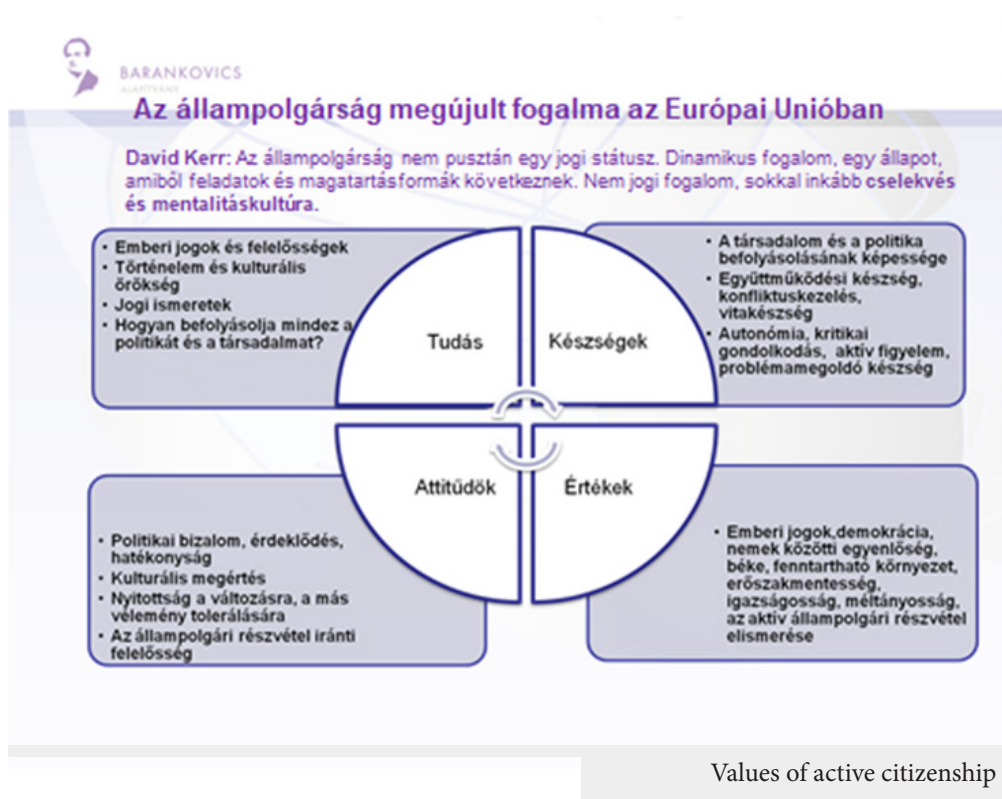 BARANKOVICS
ALAPÍTVÁNY
Az állampolgárság megújult fogalma az Európai Unióban
David Kerr: Az állampolgárság nem pusztán egy jogi státusz. Dinamikus fogalom, egy állapot,
amiből feladatok és magatartásformák következnek. Nem jogi fogalom, sokkal inkább cselekvés
és mentalitáskultúra.
• Emberi jogok és felelősségek
• Történelem és kulturális
örökség
• Jogi ismeretek
• Hogyan befolyásolja mindez a
politikát és a társadalmat?
Tudás
Készségek
• A társadalom és a politika
befolyásolásának képessége
• Együttműködési készség,
konfliktuskezelés,
vitakészség
• Autonómia, kritikai
gondolkodás, aktív figyelem,
problémamegoldó készség
Attitűdök
Értékek
• Politikai bizalom, érdeklődés,
hatékonyság
• Kulturális megértés
• Nyitottság a változásra, a más
vélemény tolerálására
• Az állampolgári részvétel iránti
felelősség
• Emberi jogok,demokrácia,
nemek közötti egyenlőség,
béke, fenntartható környezet,
erőszakmentesség,
igazságosság, méltányosság,
az aktív állampolgári részvétel
elismerése
Values of active citizenship